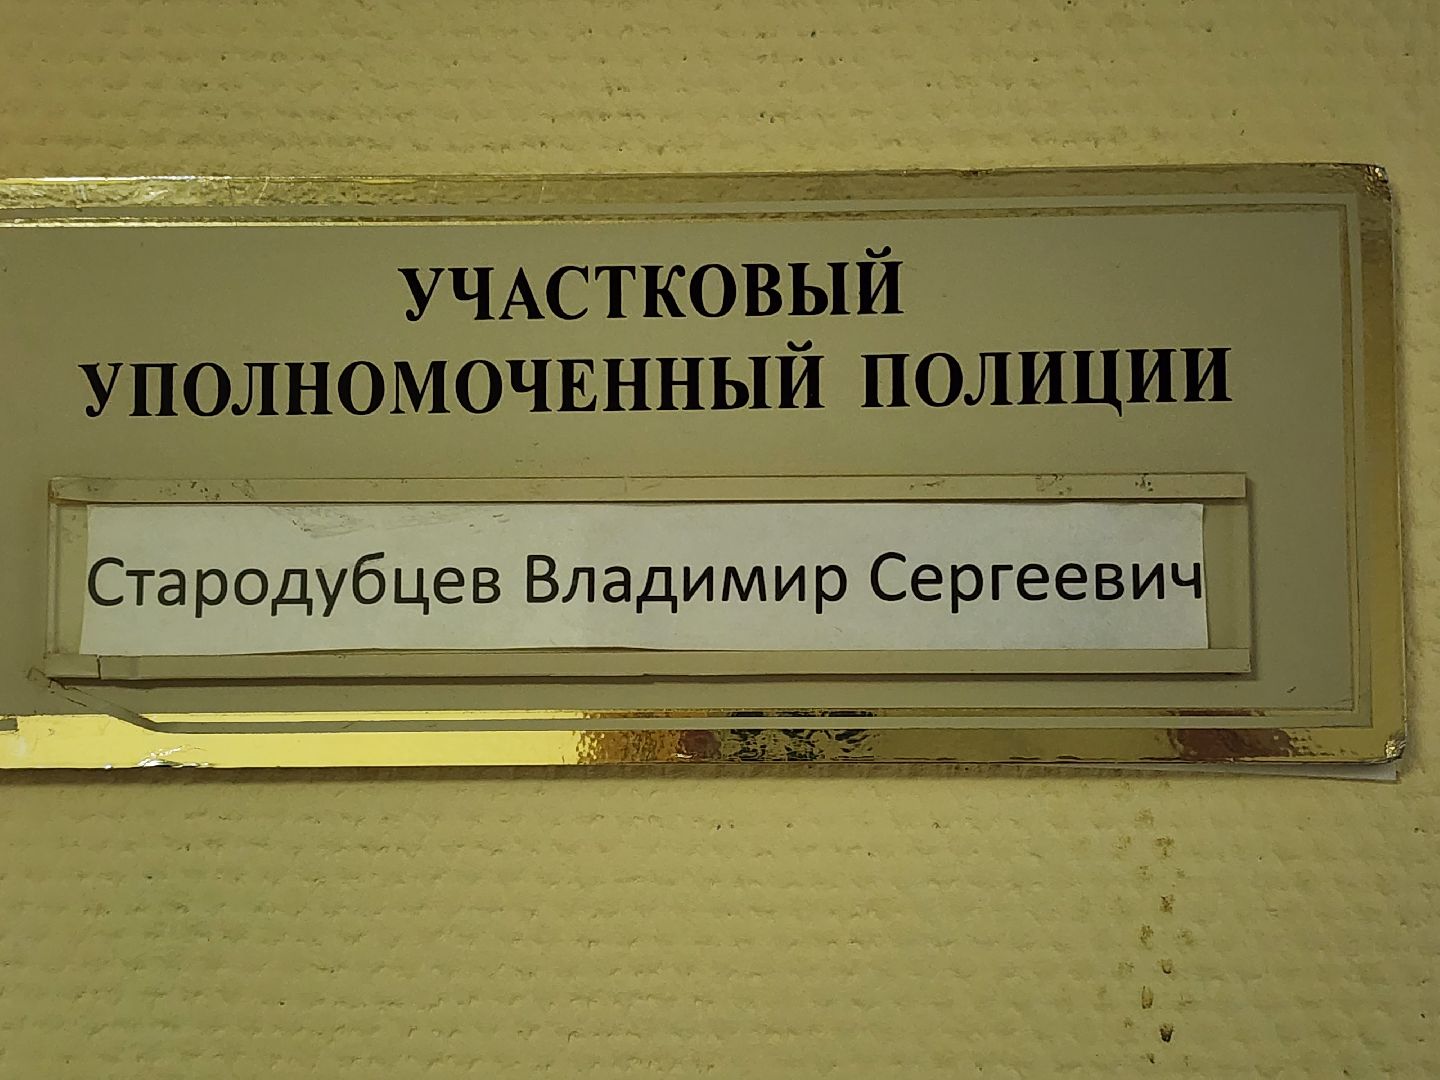 УЧАСТКОВЫЙ
УПОЛНОМОЧЕННЫЙ ПОЛИЦИИ
Стародубцев Владимир Сергеевич